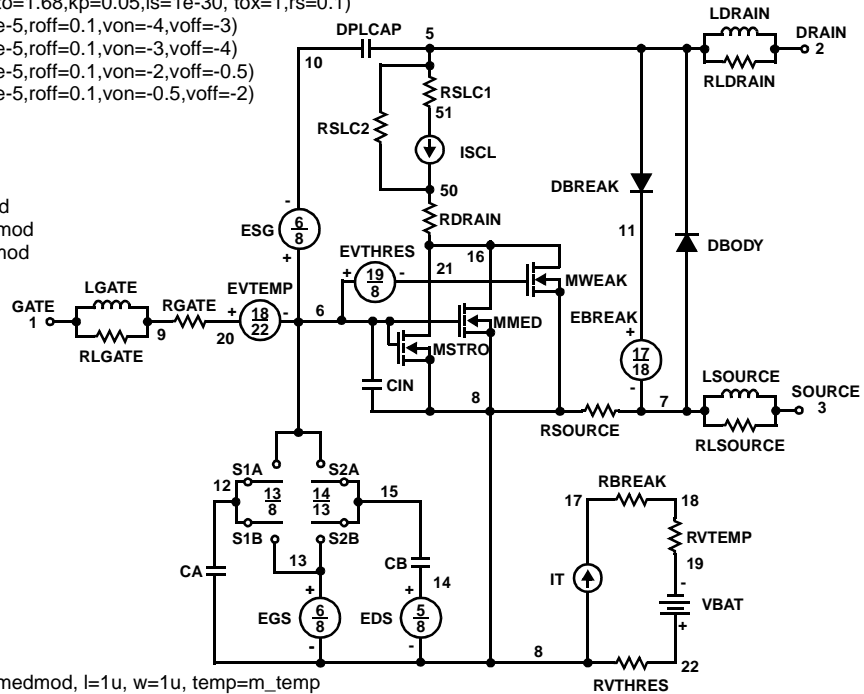 to=1.68,kp=0.05,is=1e-30, tox=1,rs=0.1)
e-5,roff=0.1,von=-4,voff=-3)
e-5,roff=0.1,von=-3,voff=-4)
e-5,roff=0.1,von=-2,voff=-0.5)
e-5,roff=0.1,von=-0.5,voff=-2)
d
mod
mod
LDRAIN
DPLCAP
5
DRAIN
2
10
RLDRAIN
RSLC1
51
RSLC2
ISCL
50
DBREAK
RDRAIN
ESG
6
8
11
DBODY
EVTHRES
16
21
19
8
MWEAK
LGATE
EVTEMP
GATE
1
RGATE
18
22
6
EBREAK
MMED
9
20
MSTRO
17
18
RLGATE
LSOURCE
CIN
8
7
SOURCE
3
RSOURCE
RLSOURCE
S1A
S2A
12
13
8
14
13
15
RBREAK
17
18
S1B
S2B
RVTEMP
13
CB
19
CA
14
IT
VBAT
EGS
6
8
EDS
5
8
8
22
RVTHRES
medmod, l=1u, w=1u, temp=m_temp
+
-
+
-
+
-
+
-
+
-
+
-
-
+